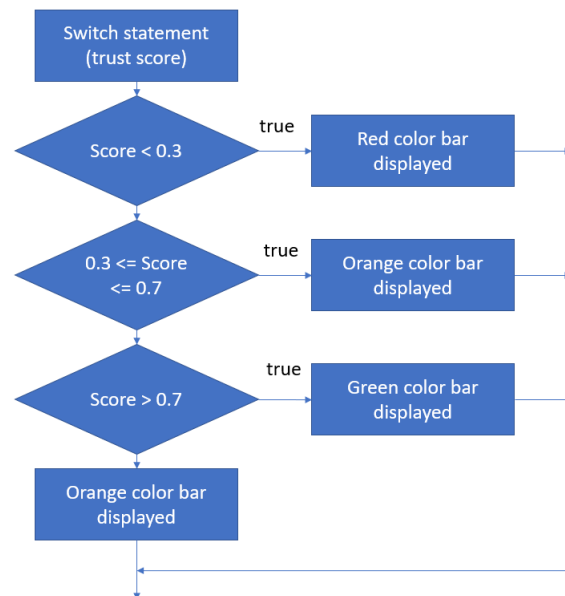 Switch statement
(trust score)
Score < 0.3
true
Red color bar
displayed
0.3 <= Score
<= 0.7
true
Orange color bar
displayed
Score > 0.7
true
Green color bar
displayed
Orange color bar
displayed